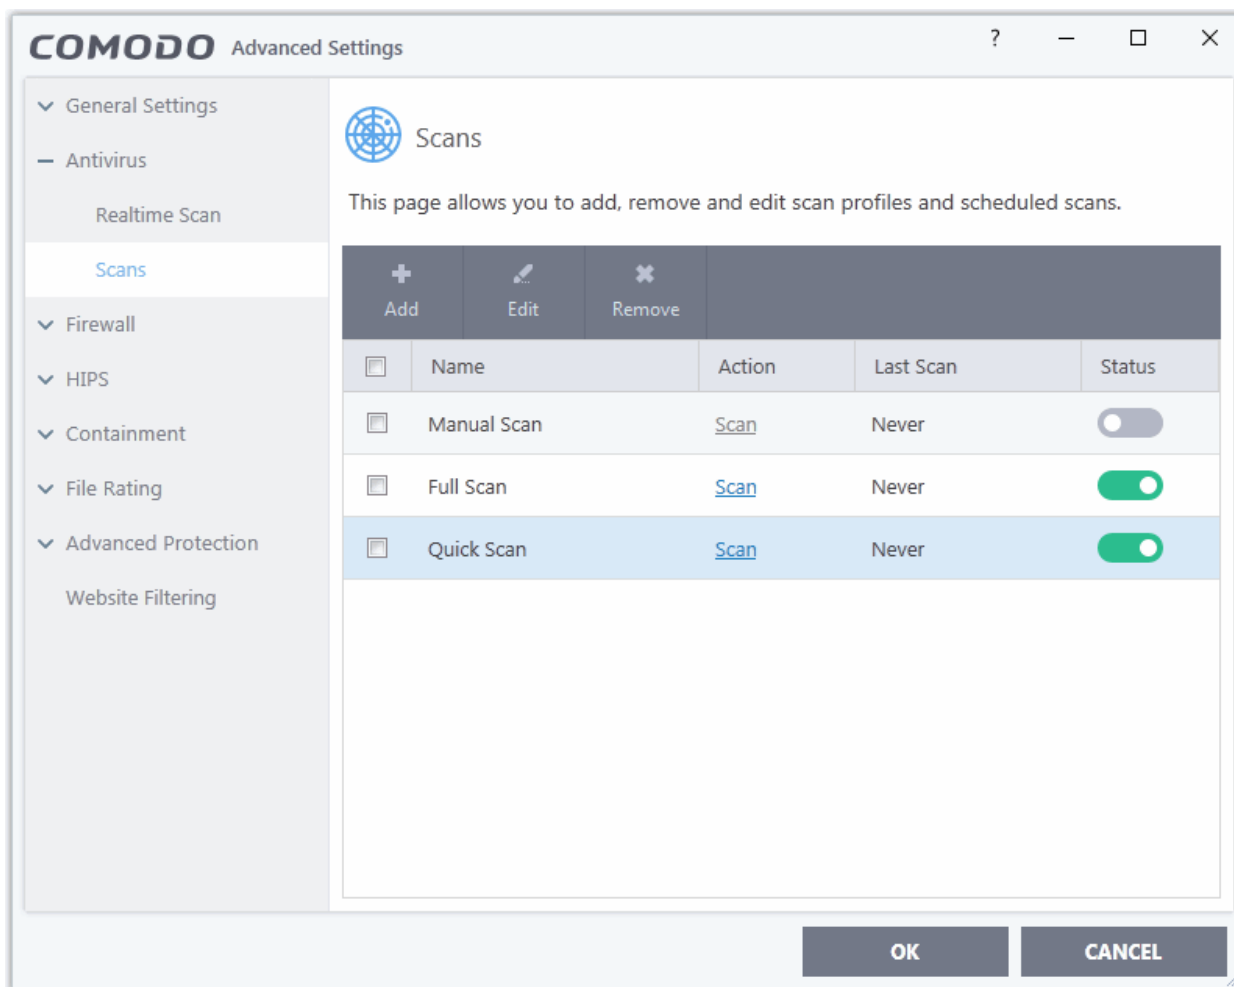 COMODO Advanced Settings ?
General Settings
Antivirus
Realtime Scan
Scans
Firewall
HIPS
Containment
File Rating
Advanced Protection
Website Filtering
Scans
This page allows you to add, remove and edit scan profiles and scheduled scans.
Add Edit Remove
Name Action Last Scan Status
Manual Scan Scan Never
Full Scan Scan Never
Quick Scan Scan Never
OK CANCEL